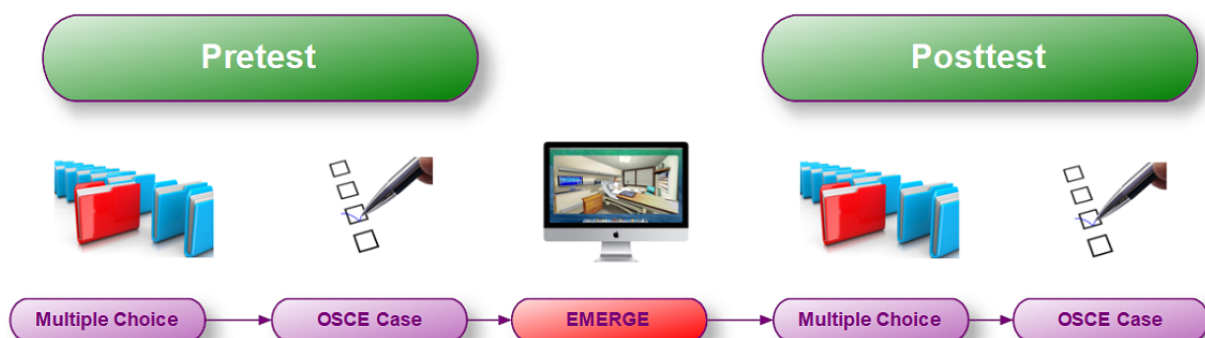 Pretest
Posttest
Multiple Choice
OSCE Case
EMERGE
Multiple Choice
OSCE Case